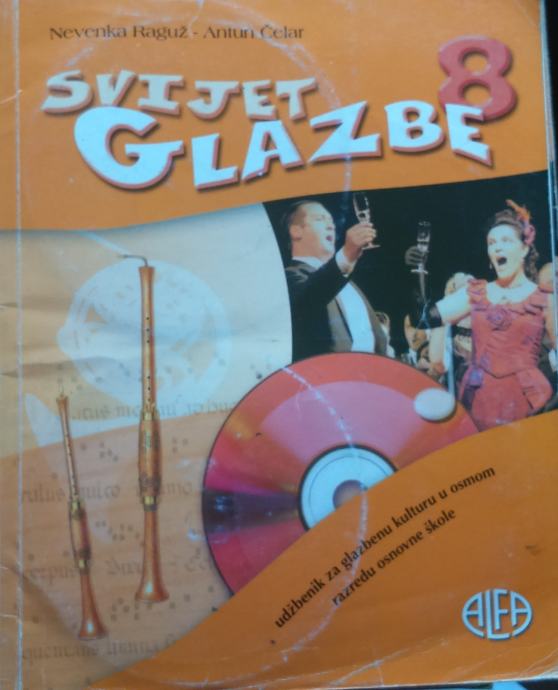 Nevenka Raguž - Antun Čelar
8
SVIJET
GLAZBE
udžbenik za glazbenu kulturu u osmom
razredu osnovne škole
ALFA